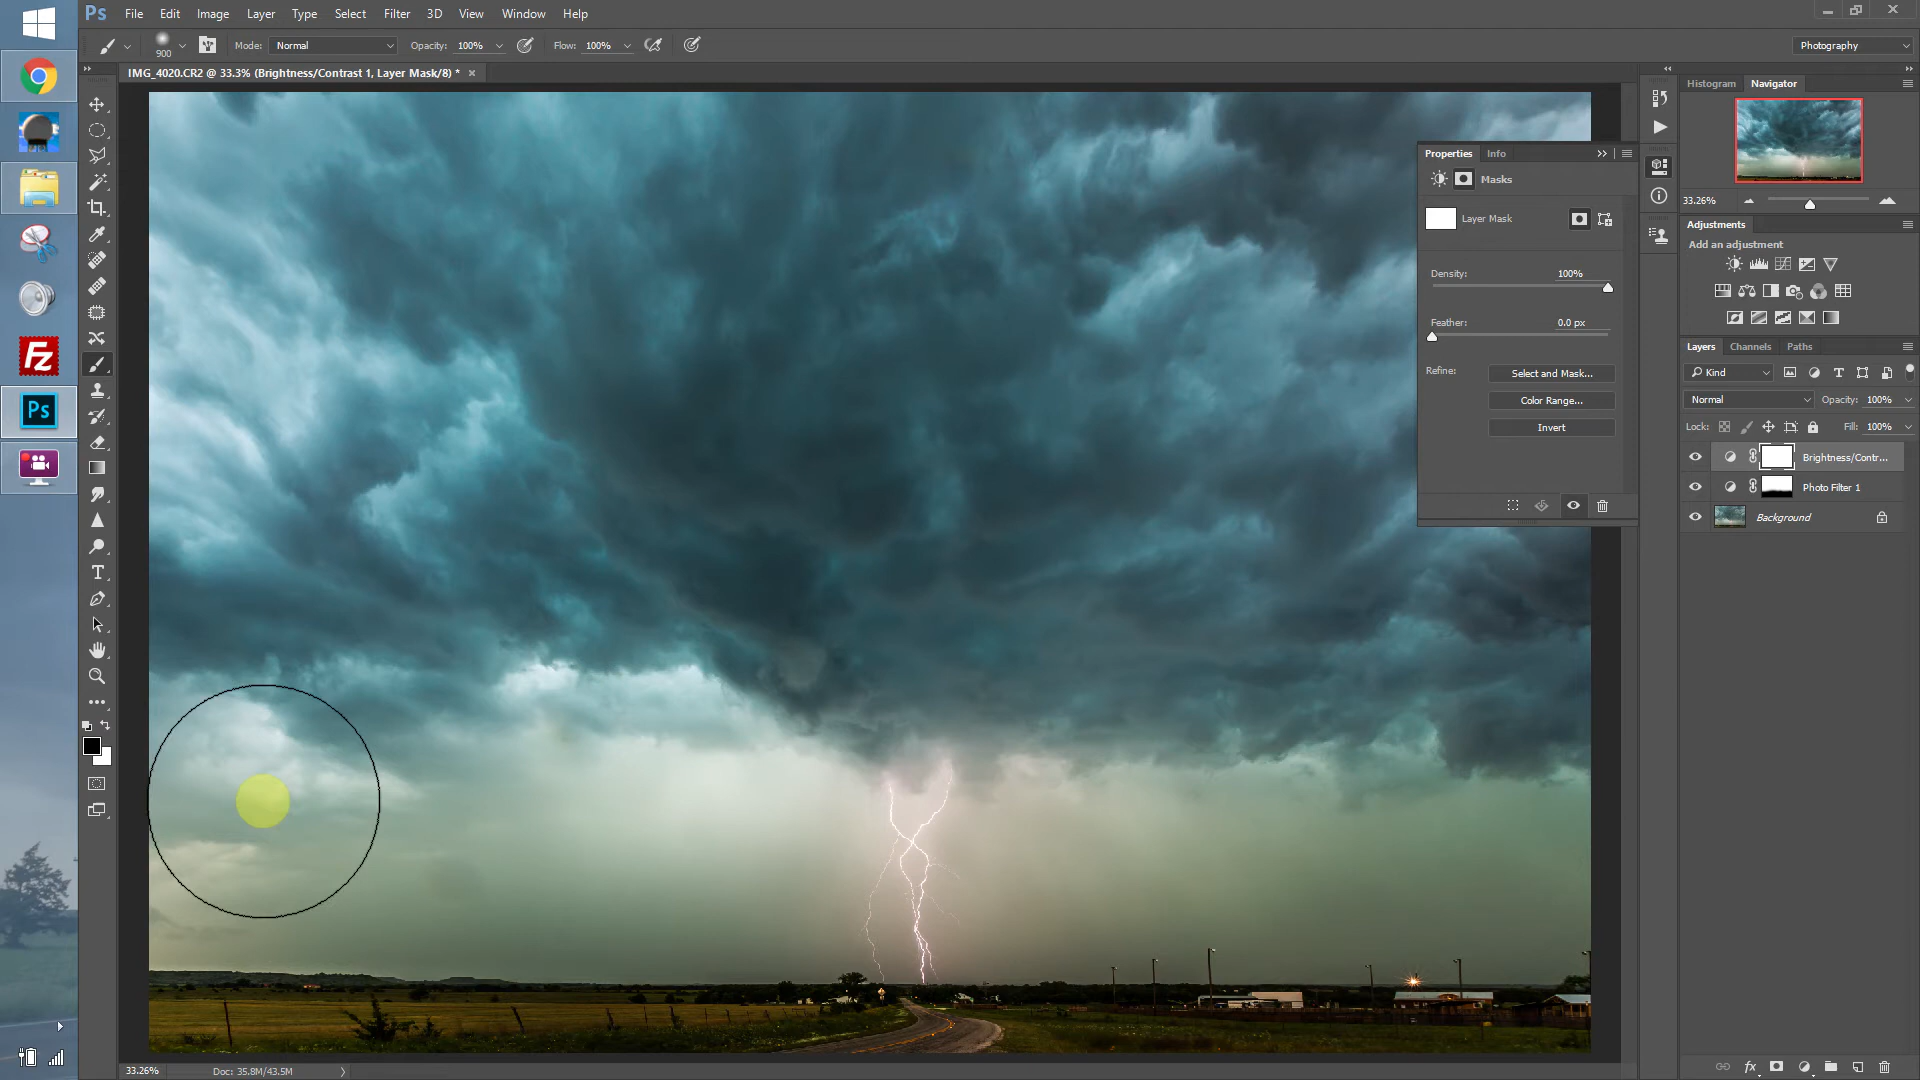 Ps File Edit Image Layer Type Select Filter 3D View Window Help
900 Mode: Normal Opacity: 100% Flow: 100% Photography
IMG_4020.CR2 @ 33.3% (Brightness/Contrast 1, Layer Mask/8) *
Histogram Navigator
33.26%
Properties Info
Masks
Layer Mask
Density: 100%
Feather: 0.0 px
Refine: Select and Mask...
Color Range...
Invert
Adjustments
Add an adjustment
Layers Channels Paths
Kind
Normal Opacity: 100%
Lock: Fill: 100%
Brightness/Contr...
Photo Filter 1
Background
Fz
Ps
33.26% Doc: 35.8M/43.5M